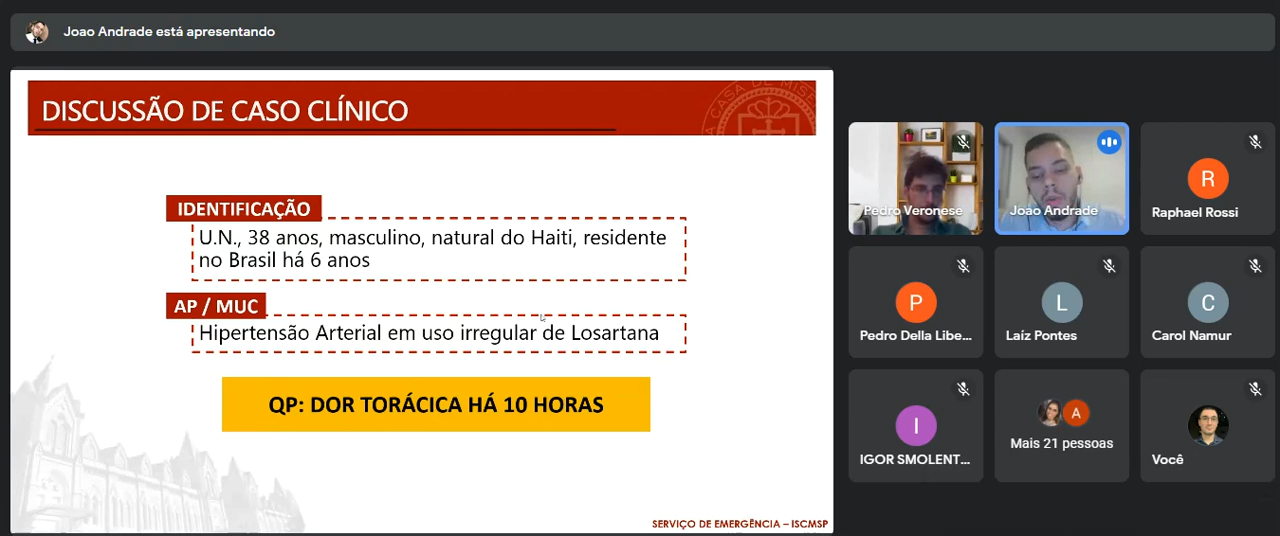 Joao Andrade está apresentando
DISCUSSÃO DE CASO CLÍNICO
IDENTIFICAÇÃO
U.N., 38 anos, masculino, natural do Haiti, residente
no Brasil há 6 anos
AP / MUC
Hipertensão Arterial em uso irregular de Losartana
QP: DOR TORÁCICA HÁ 10 HORAS
SERVIÇO DE EMERGÊNCIA – ISCMSP
Pedro Veronese
Joao Andrade
R
Raphael Rossi
P
Pedro Della Libe...
L
Laíz Pontes
C
Carol Namur
I
IGOR SMOLENT...
A
Mais 21 pessoas
Você